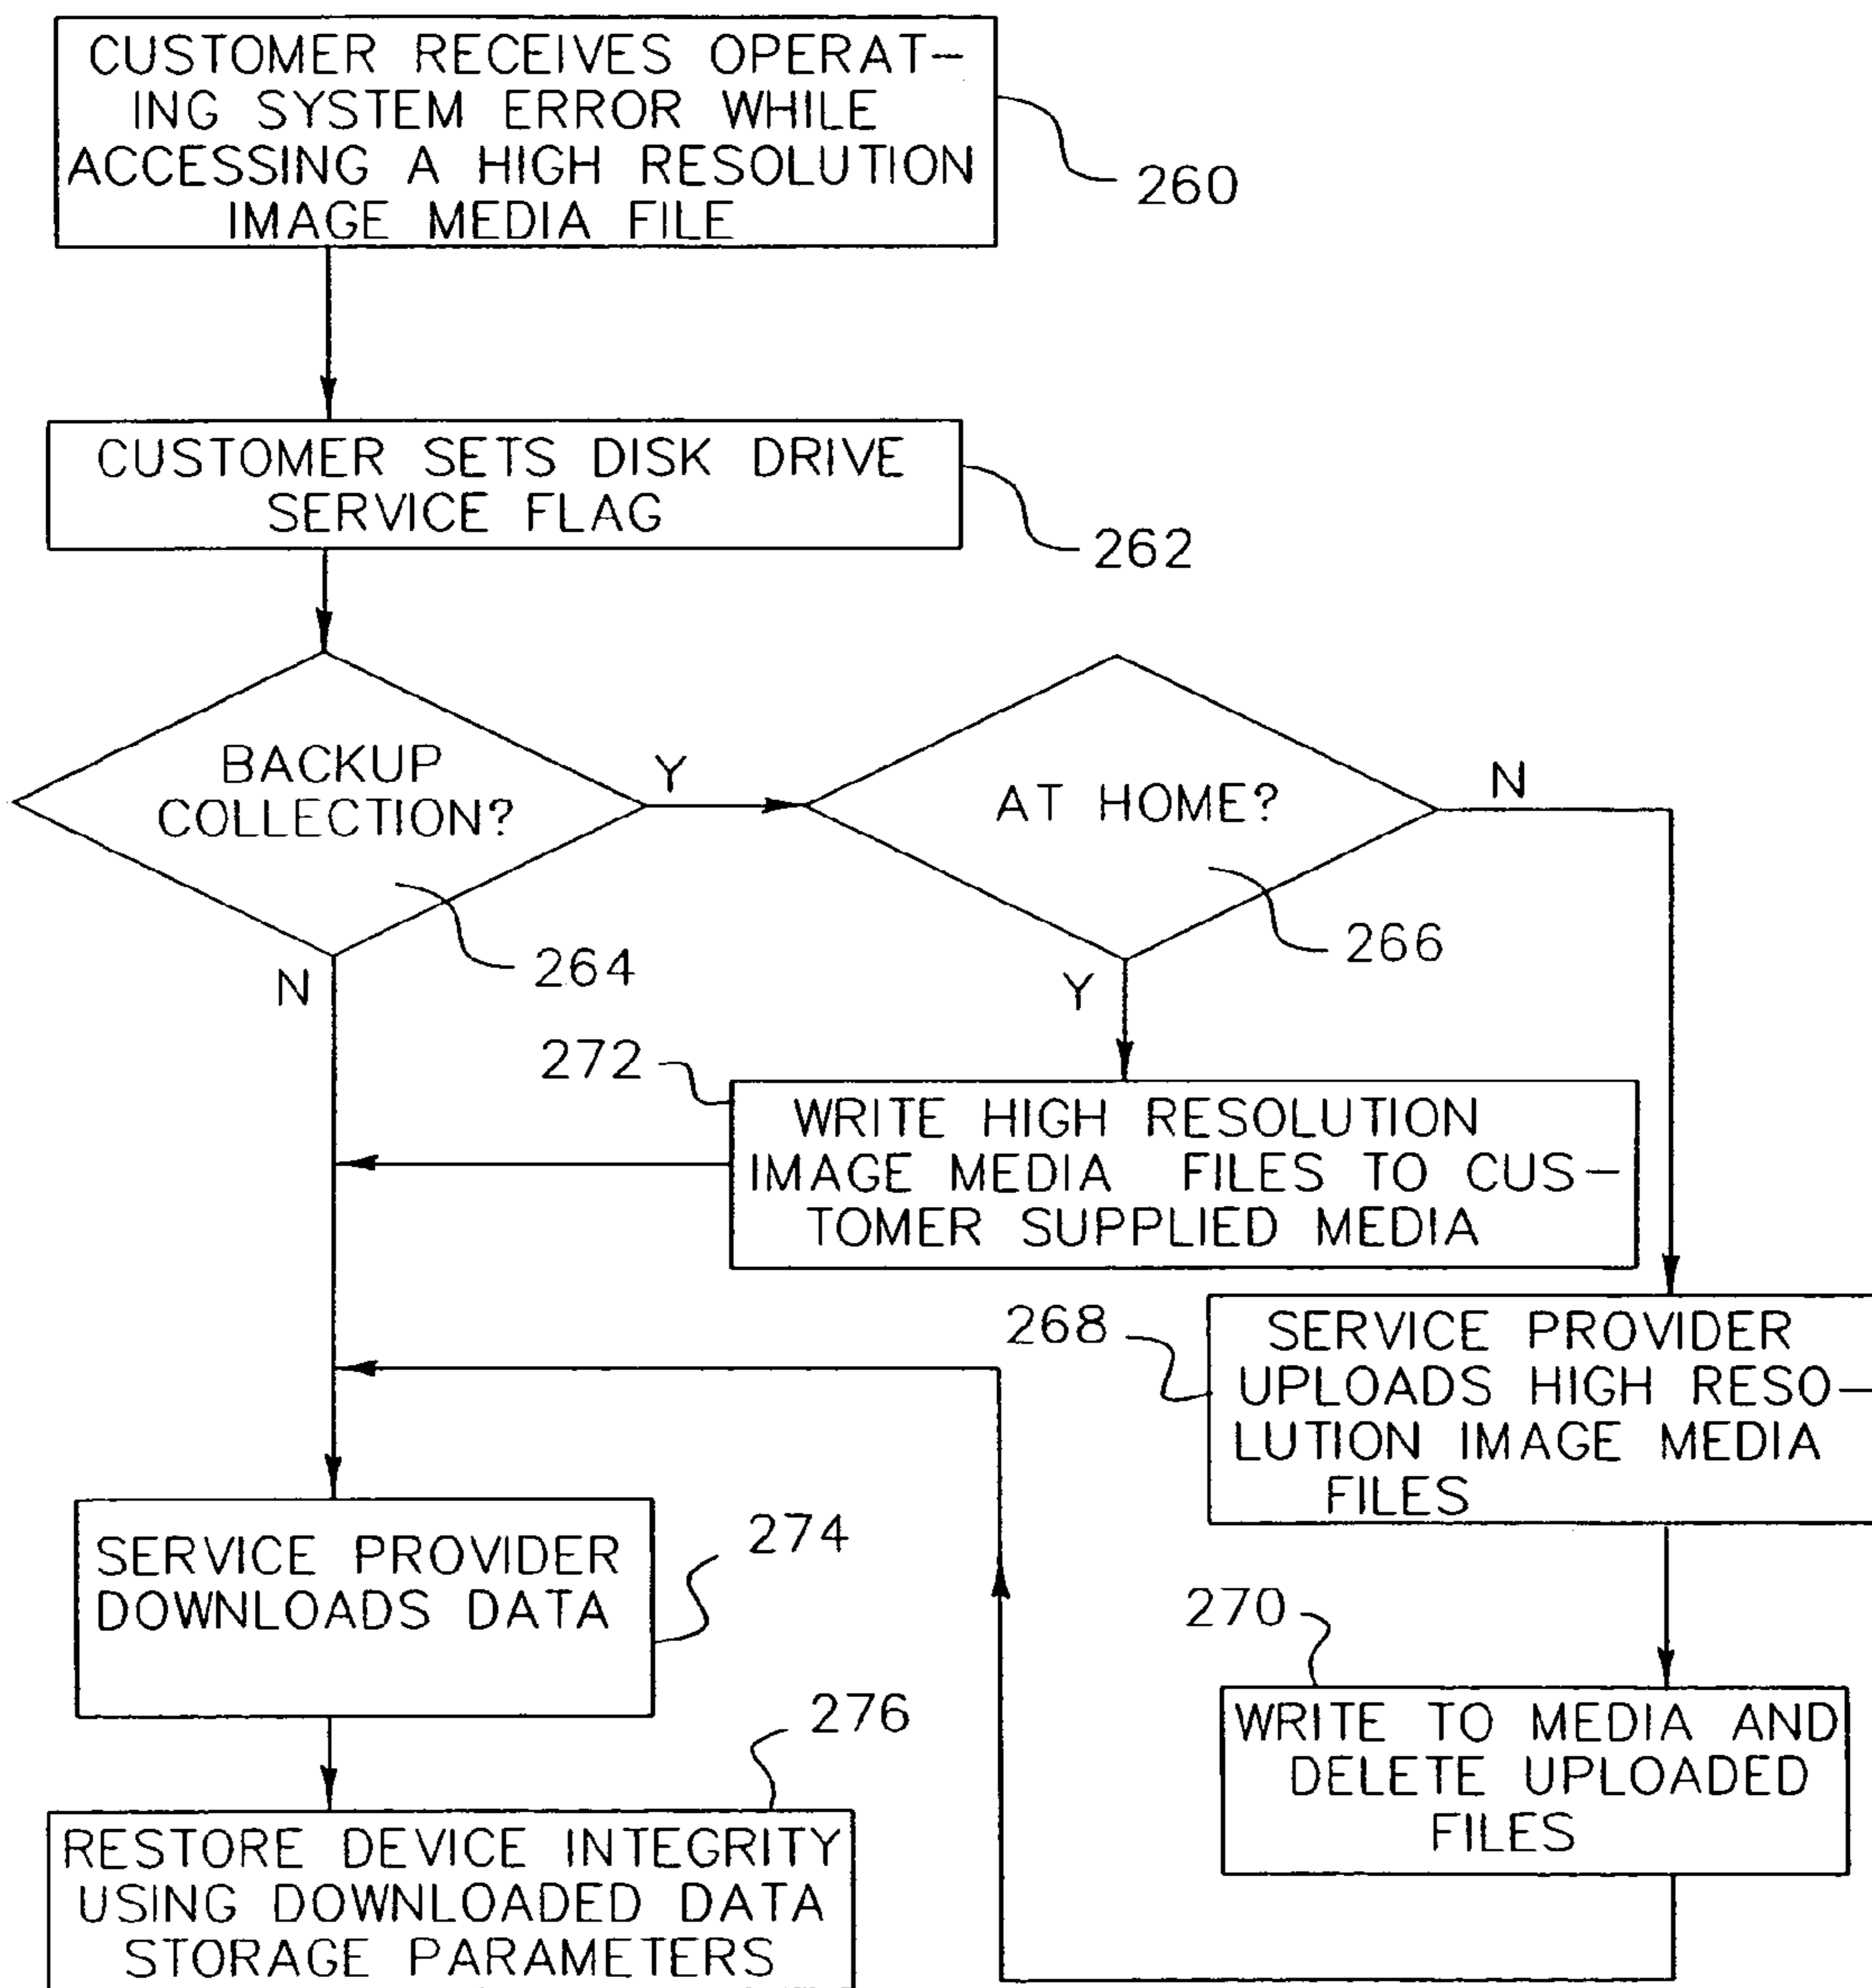 CUSTOMER RECEIVES OPERAT-
ING SYSTEM ERROR WHILE
ACCESSING A HIGH RESOLUTION
IMAGE MEDIA FILE
260
CUSTOMER SETS DISK DRIVE
SERVICE FLAG
262
BACKUP
COLLECTION?
Y
264
N
AT HOME?
N
266
Y
272
WRITE HIGH RESOLUTION
IMAGE MEDIA FILES TO CUS-
TOMER SUPPLIED MEDIA
268
SERVICE PROVIDER
UPLOADS HIGH RESO-
LUTION IMAGE MEDIA
FILES
SERVICE PROVIDER
DOWNLOADS DATA
274
270
WRITE TO MEDIA AND
DELETE UPLOADED
FILES
276
RESTORE DEVICE INTEGRITY
USING DOWNLOADED DATA
STORAGE PARAMETERS